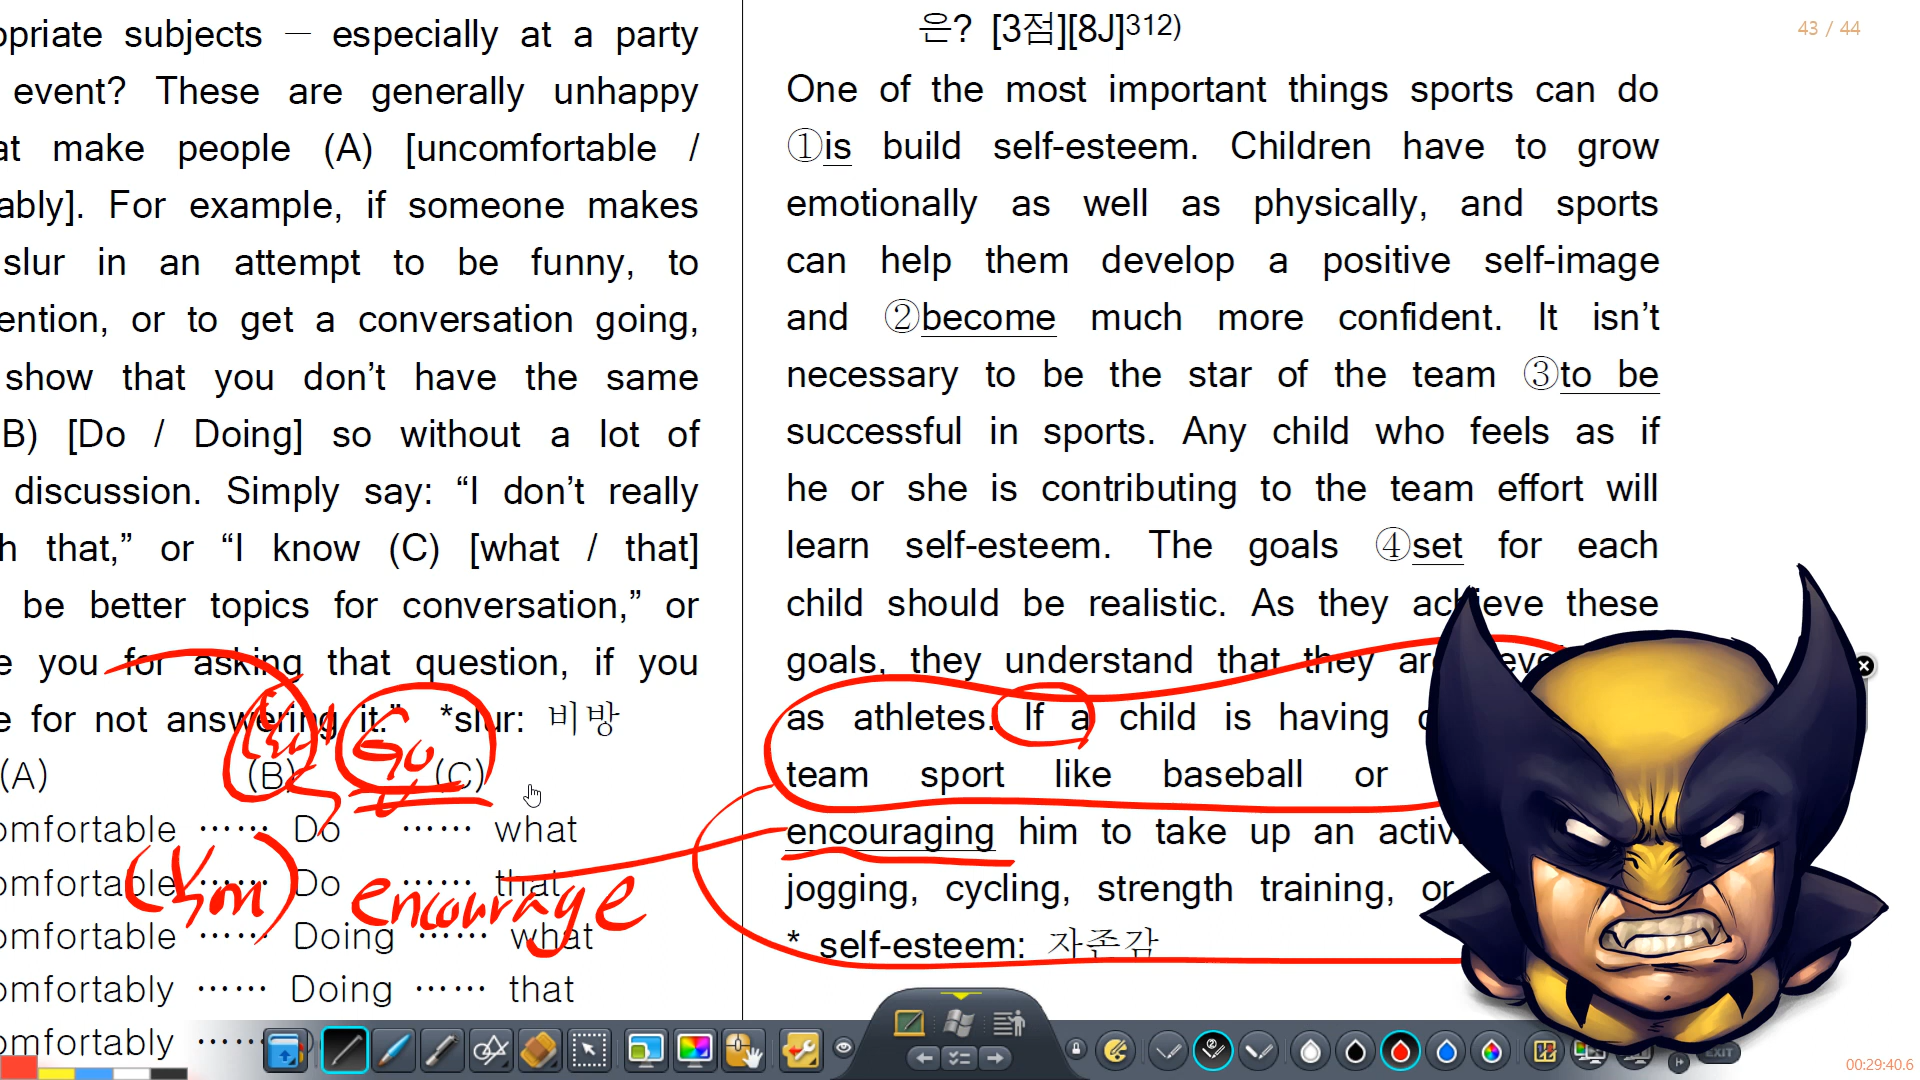 opriate subjects — especially at a party
event? These are generally unhappy
at make people (A) [uncomfortable /
ably]. For example, if someone makes
slur in an attempt to be funny, to
ention, or to get a conversation going,
show that you don't have the same
B) [Do / Doing] so without a lot of
discussion. Simply say: “I don't really
h that,” or “I know (C) [what / that]
be better topics for conversation,” or
e you for asking that question, if you
e for not answering it.” *slur: 비방
(A) (B) (C)
omfortable …… Do …… what
omfortable …… Do …… that
omfortable …… Doing …… what
omfortably …… Doing …… that
omfortably ……
Go
(You)
encourage
은? [3점][8J]312)
One of the most important things sports can do
①is build self-esteem. Children have to grow
emotionally as well as physically, and sports
can help them develop a positive self-image
and ②become much more confident. It isn't
necessary to be the star of the team ③to be
successful in sports. Any child who feels as if
he or she is contributing to the team effort will
learn self-esteem. The goals ④set for each
child should be realistic. As they achieve these
goals, they understand that they are
as athletes. If a child is having
team sport like baseball or
encouraging him to take up an
jogging, cycling, strength training, or
* self-esteem: 자존감
43 / 44
EXIT
00:29:40.6